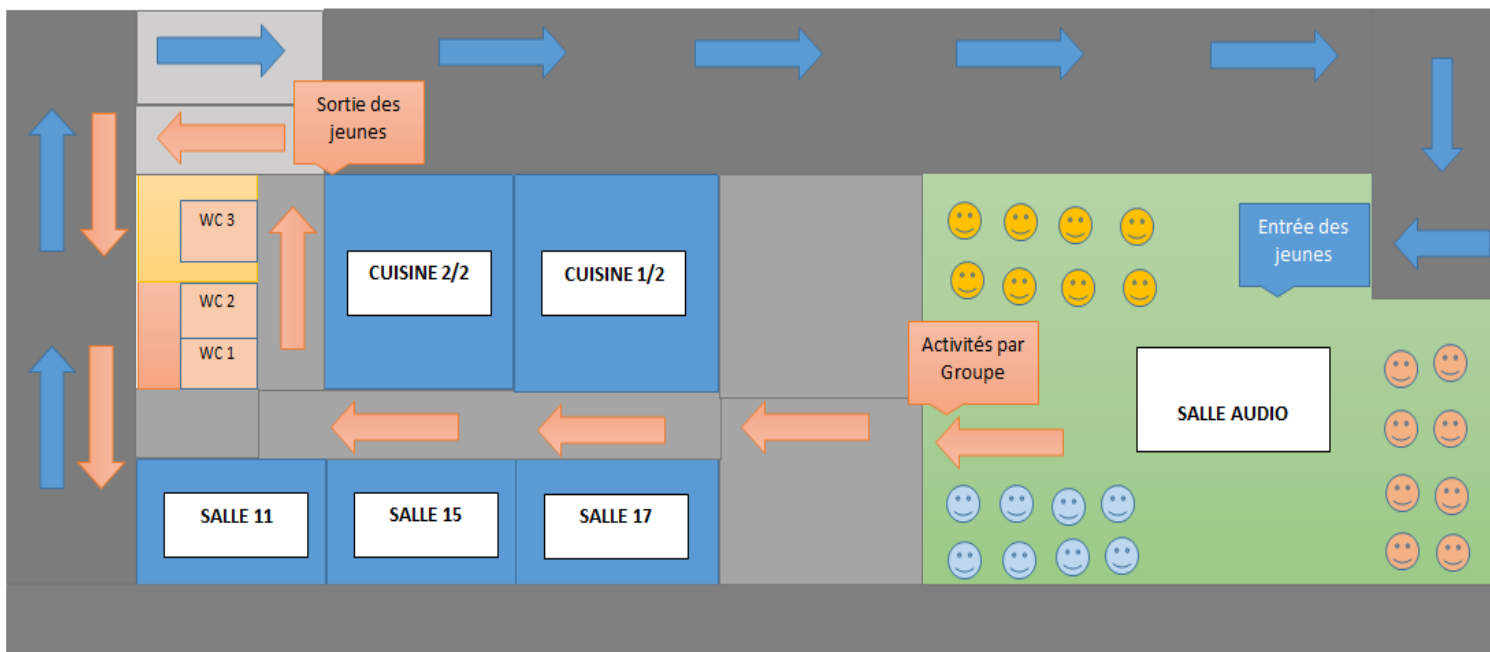 Sortie des
jeunes
WC 3
WC 2
WC 1
CUISINE 2/2
CUISINE 1/2
Entrée des
jeunes
Activités par
Groupe
SALLE AUDIO
SALLE 11
SALLE 15
SALLE 17